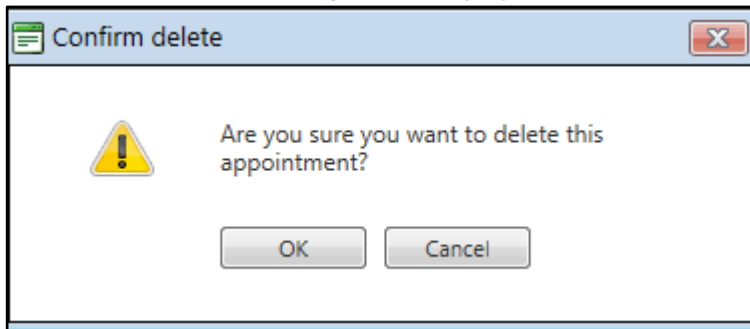 Confirm delete
Are you sure you want to delete this
appointment?
OK
Cancel